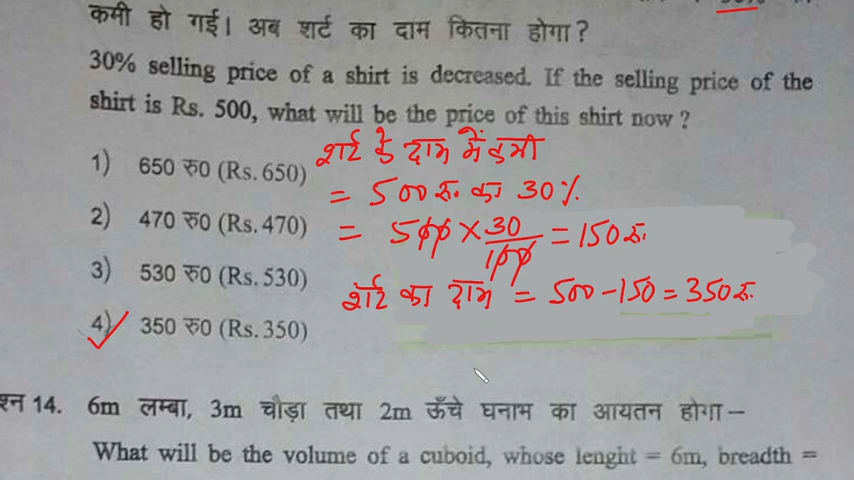 कमी हो गई। अब शर्ट का दाम कितना होगा?
30% selling price of a shirt is decreased. If the selling price of the
shirt is Rs. 500, what will be the price of this shirt now ?
1) 650 रु0 (Rs. 650)
शर्ट के दाम में कमी
= 500 रु. का 30%
2) 470 रु0 (Rs. 470)
= 500 × 30/100 = 150 रु.
3) 530 रु0 (Rs. 530)
शर्ट का दाम = 500 - 150 = 350 रु.
4) 350 रु0 (Rs. 350)
श्न 14. 6m लम्बा, 3m चौड़ा तथा 2m ऊँचे घनाभ का आयतन होगा –
What will be the volume of a cuboid, whose lenght = 6m, breadth =